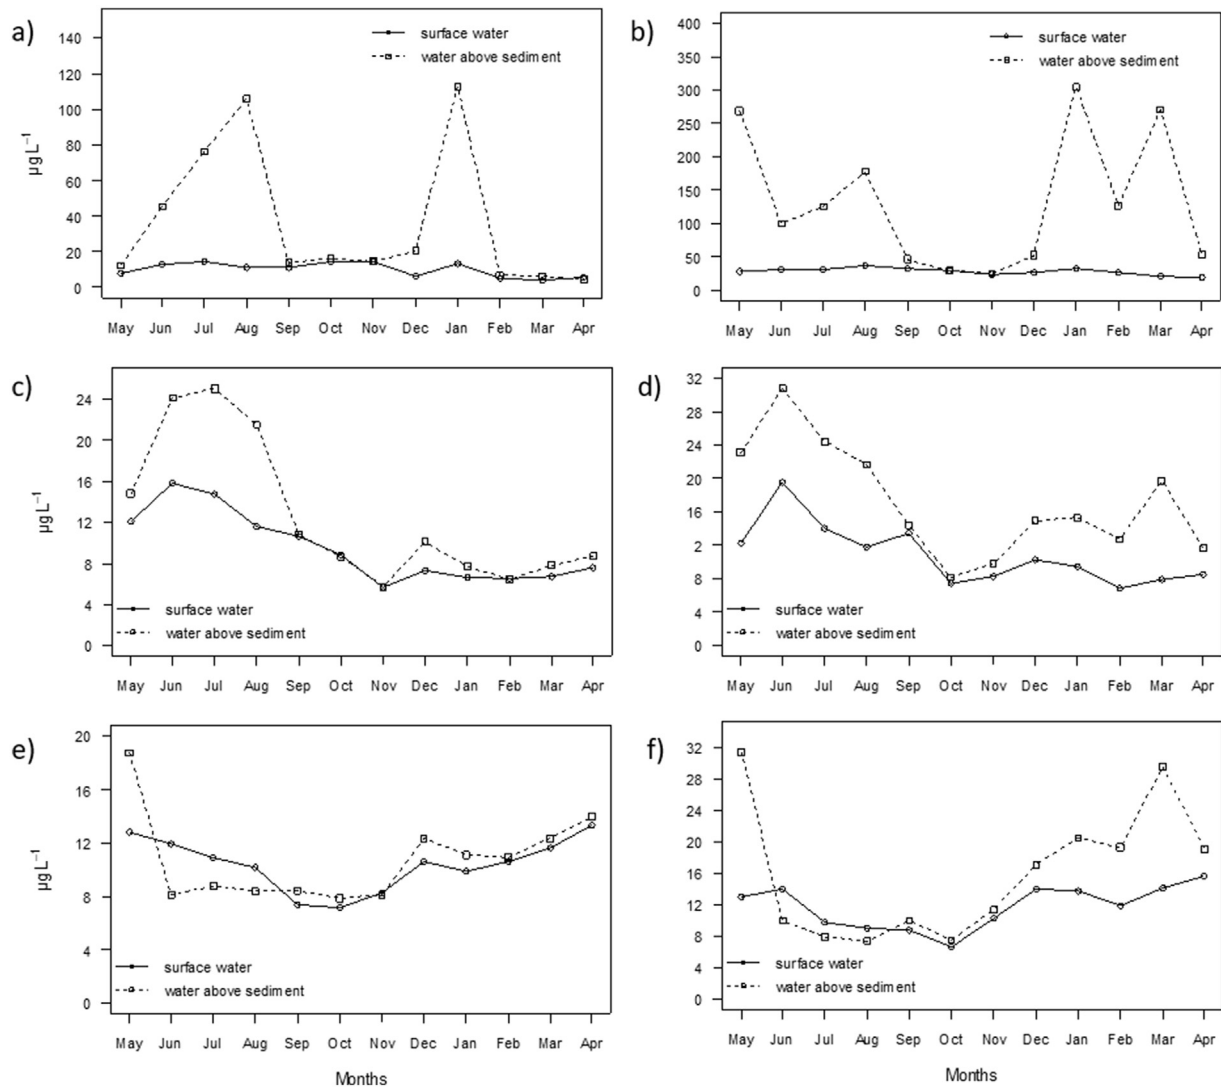 a)
140
120
100
80
60
40
20
0
µg L⁻¹
surface water
water above sediment
May Jun Jul Aug Sep Oct Nov Dec Jan Feb Mar Apr
b)
400
350
300
250
200
150
100
50
0
surface water
water above sediment
May Jun Jul Aug Sep Oct Nov Dec Jan Feb Mar Apr
c)
24
20
16
12
8
4
0
µg L⁻¹
surface water
water above sediment
May Jun Jul Aug Sep Oct Nov Dec Jan Feb Mar Apr
d)
32
28
24
20
16
2
8
4
0
surface water
water above sediment
May Jun Jul Aug Sep Oct Nov Dec Jan Feb Mar Apr
e)
20
16
12
8
4
0
µg L⁻¹
surface water
water above sediment
May Jun Jul Aug Sep Oct Nov Dec Jan Feb Mar Apr
Months
f)
32
28
24
20
16
12
8
4
0
surface water
water above sediment
May Jun Jul Aug Sep Oct Nov Dec Jan Feb Mar Apr
Months